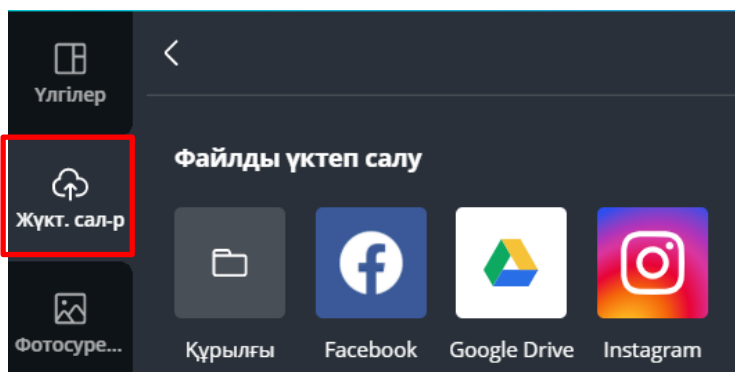 Үлгілер
Жүкт. сал-р
Фотосуре...
Файлды үктеп салу
Құрылғы
Facebook
Google Drive
Instagram